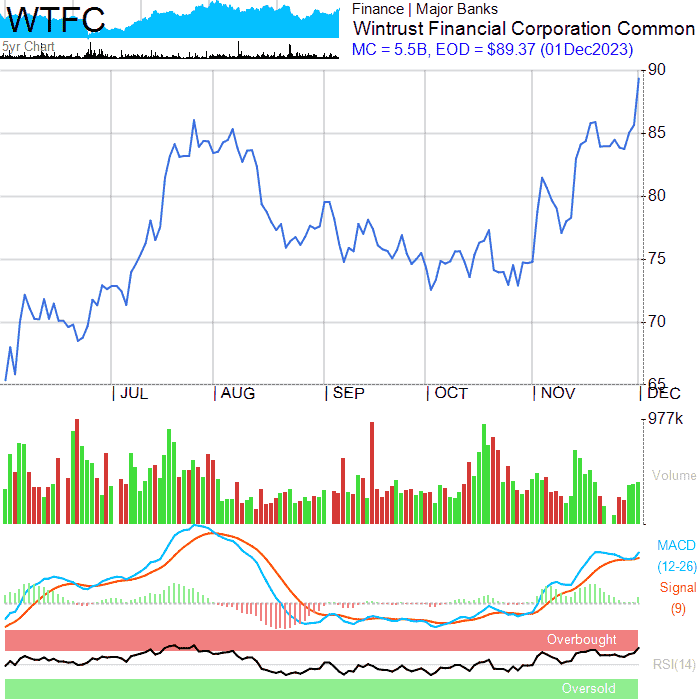 WTFC
5yr Chart
Finance | Major Banks
Wintrust Financial Corporation Common
MC = 5.5B, EOD = $89.37 (01Dec2023)
90
85
80
75
70
65
JUL AUG SEP OCT NOV DEC
977k
Volume
MACD
(12-26)
Signal
(9)
Overbought
RSI(14)
Oversold